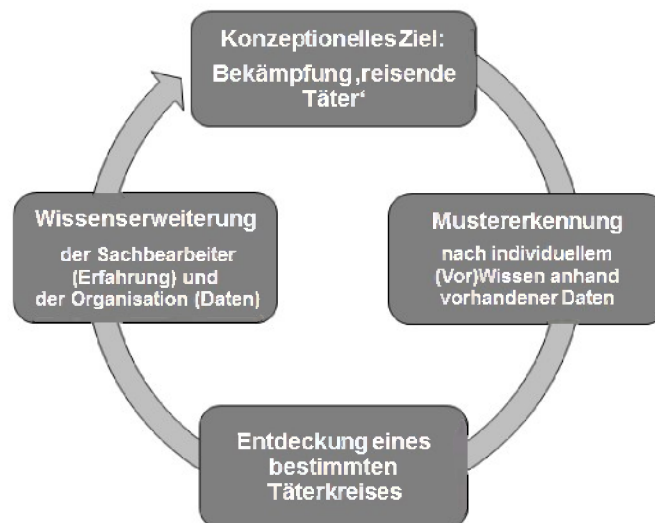 Konzeptionelles Ziel:
Bekämpfung ‚reisende
Täter‘
Mustererkennung
nach individuellem
(Vor)Wissen anhand
vorhandener Daten
Entdeckung eines
bestimmten
Täterkreises
Wissenserweiterung
der Sachbearbeiter
(Erfahrung) und
der Organisation (Daten)